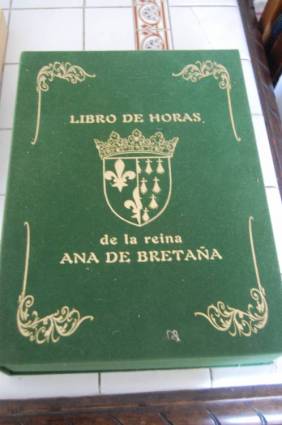 LIBRO DE HORAS
de la reina
ANA DE BRETAÑA